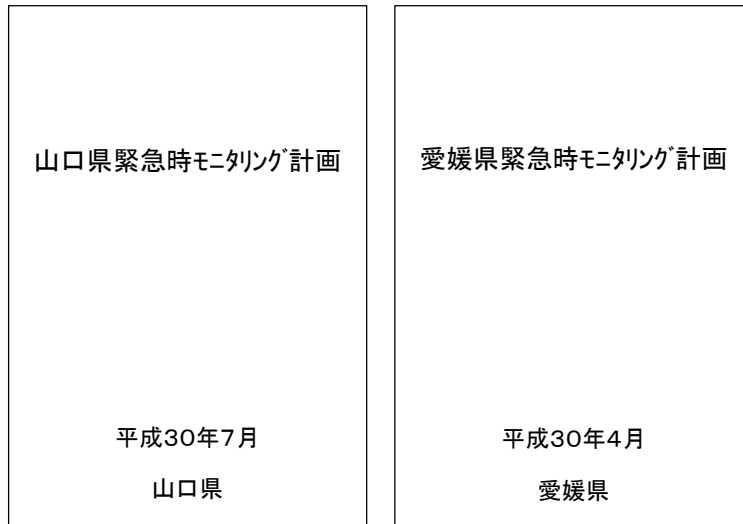 山口県緊急時ﾓﾆﾀﾘﾝｸﾞ計画
平成30年7月
山口県
愛媛県緊急時ﾓﾆﾀﾘﾝｸﾞ計画
平成30年4月
愛媛県